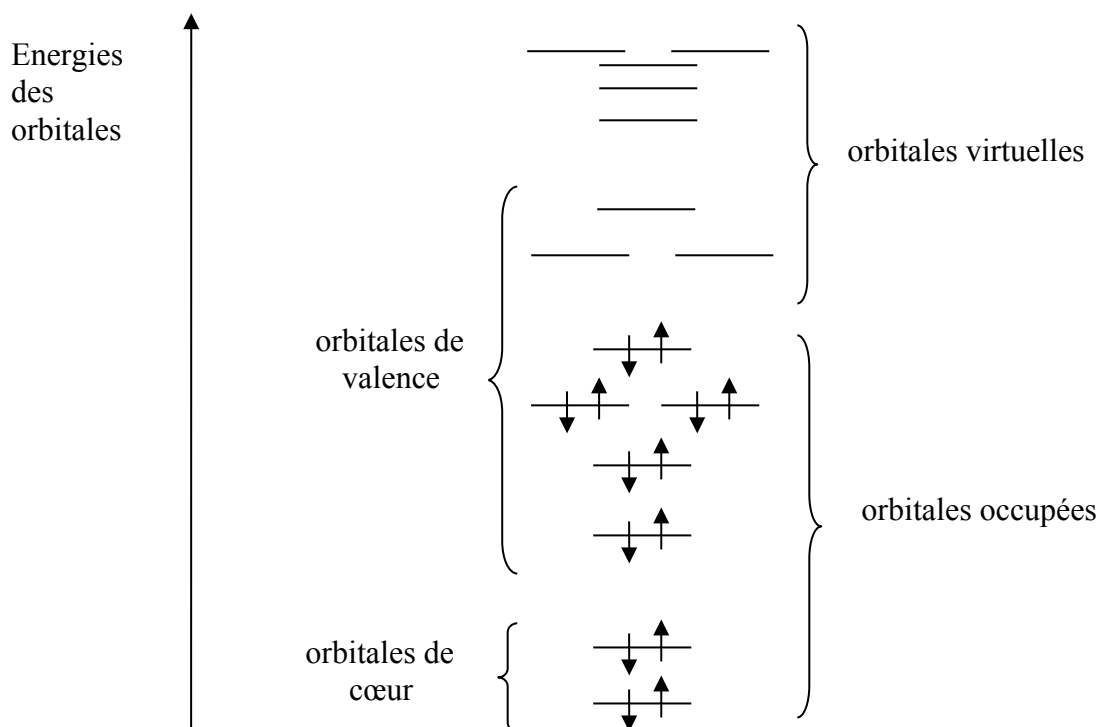 Energies
des
orbitales
orbitales virtuelles
orbitales de
valence
orbitales occupées
orbitales de
cœur